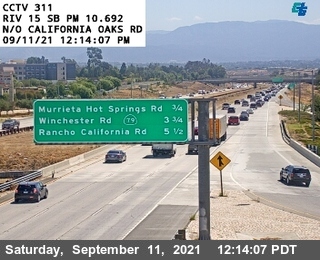 CCTV 311
RIV 15 SB PM 10.692
N/O CALIFORNIA OAKS RD
09/11/21 12:14:07 PM
Murrieta Hot Springs Rd ¾
Winchester Rd 79 3 ¾
Rancho California Rd 5 ½
Saturday, September 11, 2021 12:14:07 PDT